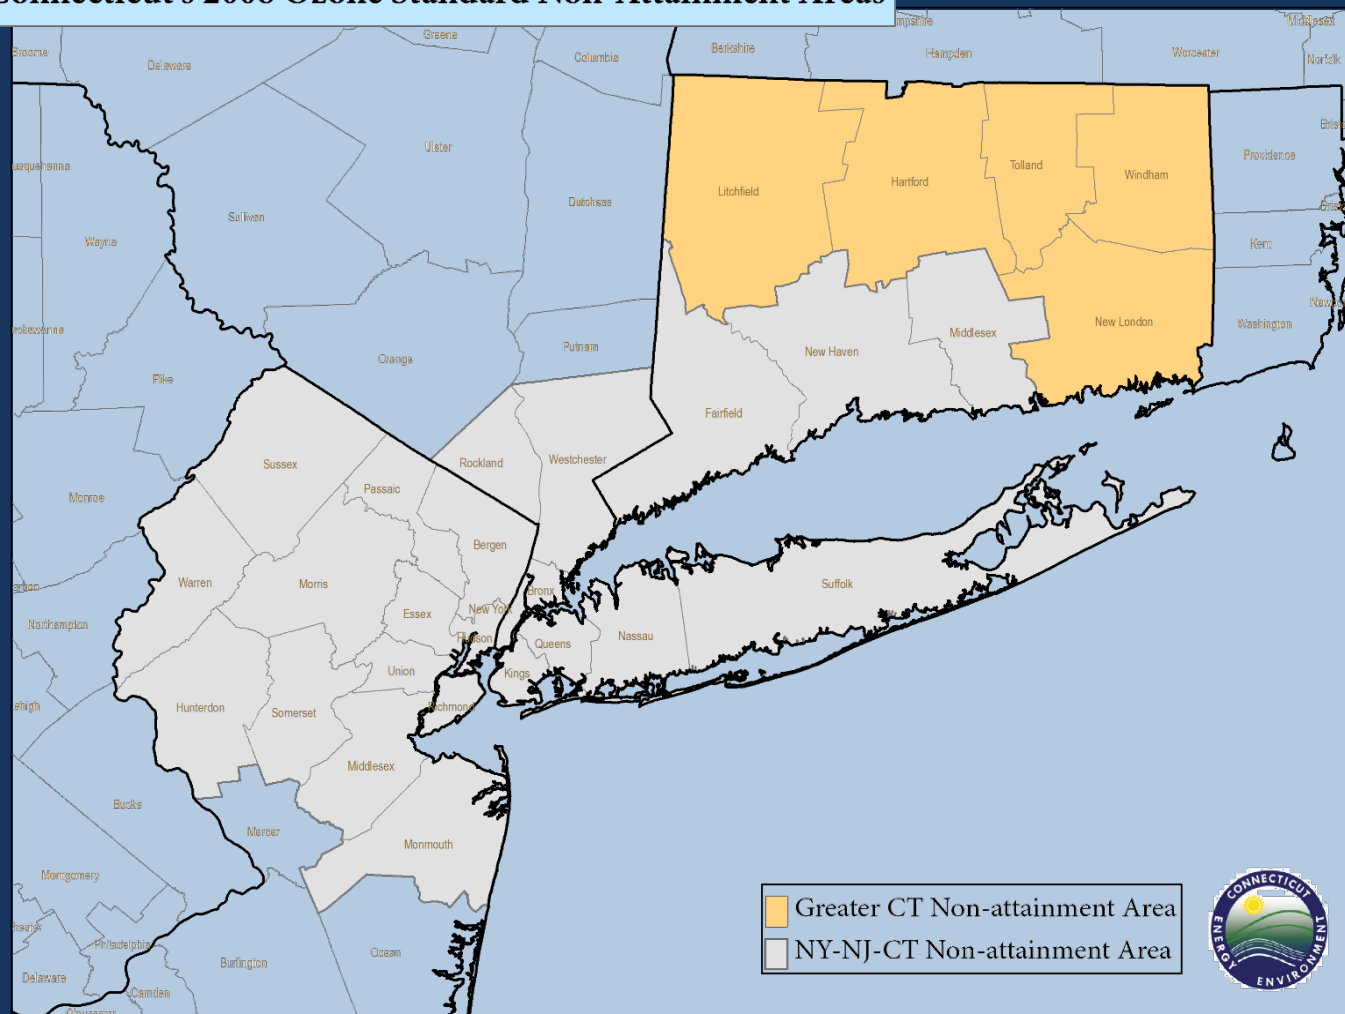 Connecticut's 2008 Ozone Standard Non-Attainment Areas
Greene
Columbia
Berkshire
Hampden
Worcester
Middlesex
Norfolk
Broome
Delaware
Ulster
Dutchess
Sullivan
Wayne
Litchfield
Hartford
Tolland
Windham
Providence
Kent
Washington
New London
Middlesex
New Haven
Fairfield
Putnam
Orange
Pike
Monroe
Sussex
Passaic
Rockland
Westchester
Bergen
Warren
Morris
Essex
New York
Bronx
Hudson
Union
Queens
Kings
Nassau
Suffolk
Richmond
Northampton
Hunterdon
Somerset
Middlesex
Monmouth
Mercer
Bucks
Montgomery
Philadelphia
Delaware
Camden
Burlington
Ocean
Greater CT Non-attainment Area
NY-NJ-CT Non-attainment Area
CONNECTICUT
ENERGY
ENVIRONMENT